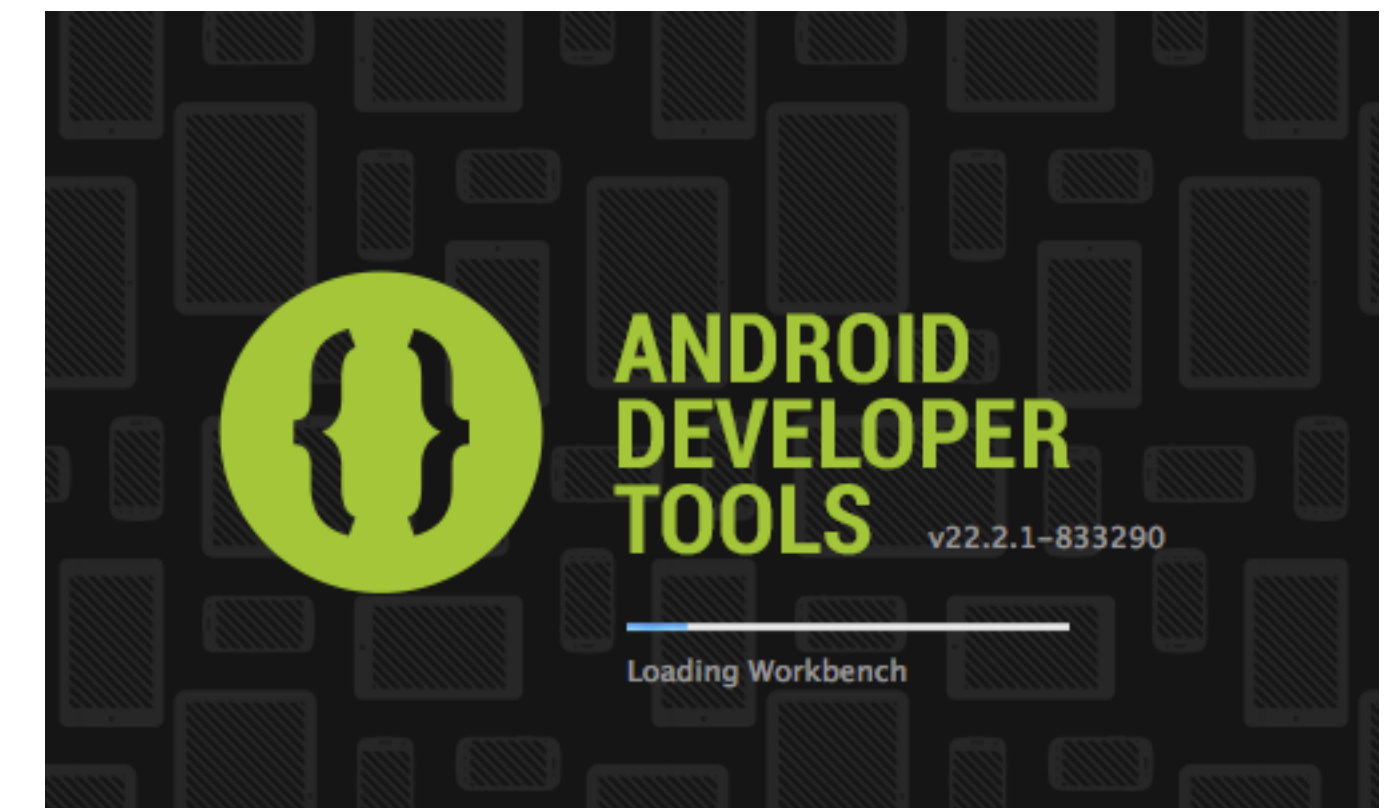 {}
ANDROID
DEVELOPER
TOOLS
v22.2.1-833290
Loading Workbench